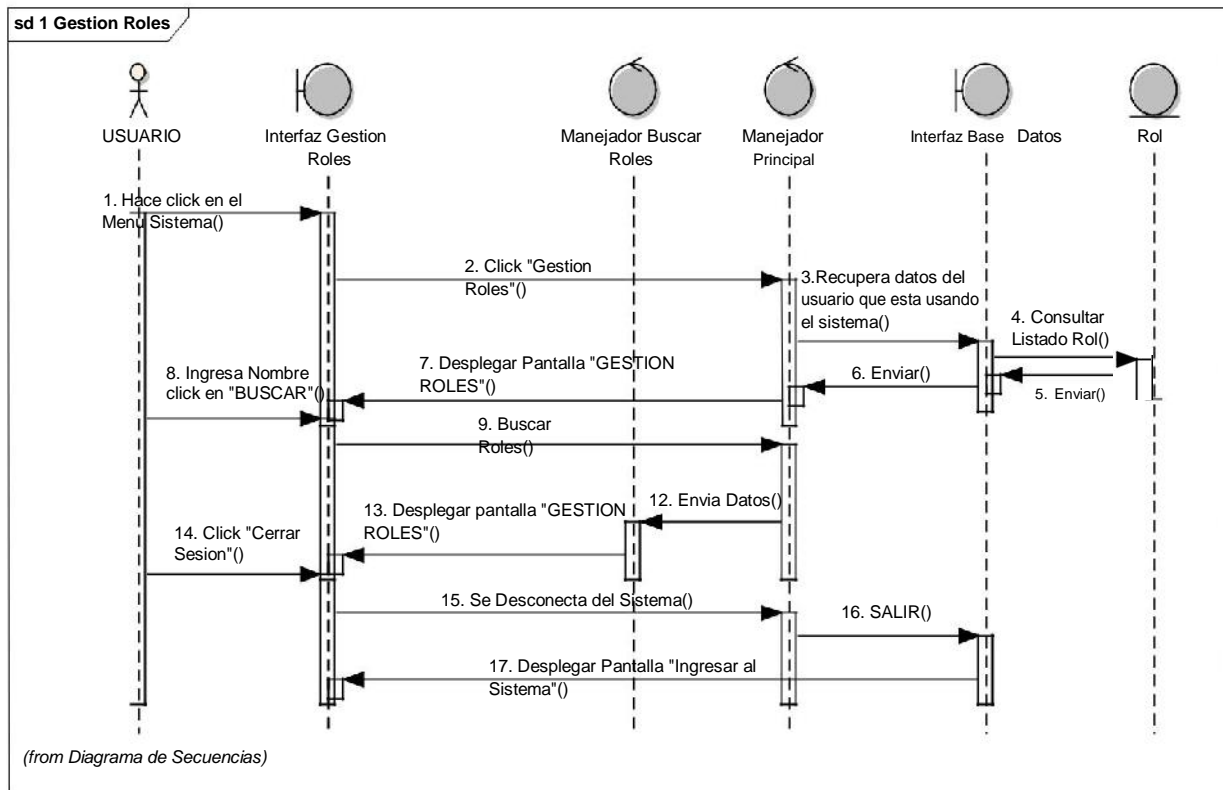 sd 1 Gestion Roles
USUARIO
Interfaz Gestion
Roles
Manejador Buscar
Roles
Manejador
Principal
Interfaz Base Datos
Rol
1. Hace click en el
Menu Sistema()
2. Click "Gestion
Roles"()
3.Recupera datos del
usuario que esta usando
el sistema()
4. Consultar
Listado Rol()
5. Enviar()
6. Enviar()
7. Desplegar Pantalla "GESTION
ROLES"()
8. Ingresa Nombre
click en "BUSCAR"()
9. Buscar
Roles()
12. Envia Datos()
13. Desplegar pantalla "GESTION
ROLES"()
14. Click "Cerrar
Sesion"()
15. Se Desconecta del Sistema()
16. SALIR()
17. Desplegar Pantalla "Ingresar al
Sistema"()
(from Diagrama de Secuencias)